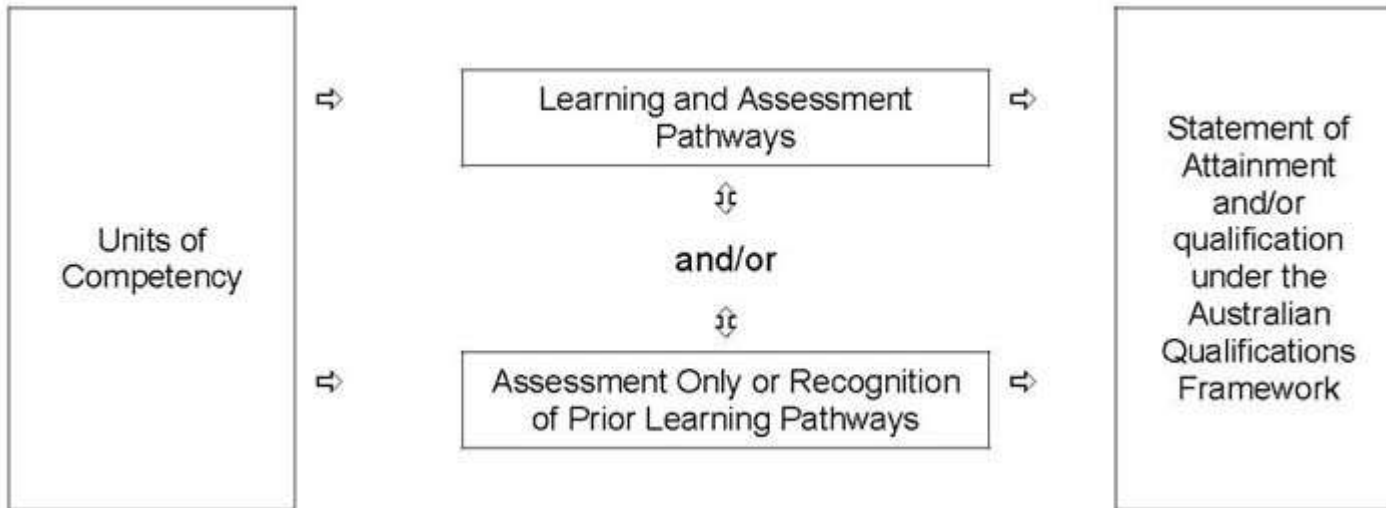 Units of
Competency
Learning and Assessment
Pathways
and/or
Assessment Only or Recognition
of Prior Learning Pathways
Statement of
Attainment
and/or
qualification
under the
Australian
Qualifications
Framework